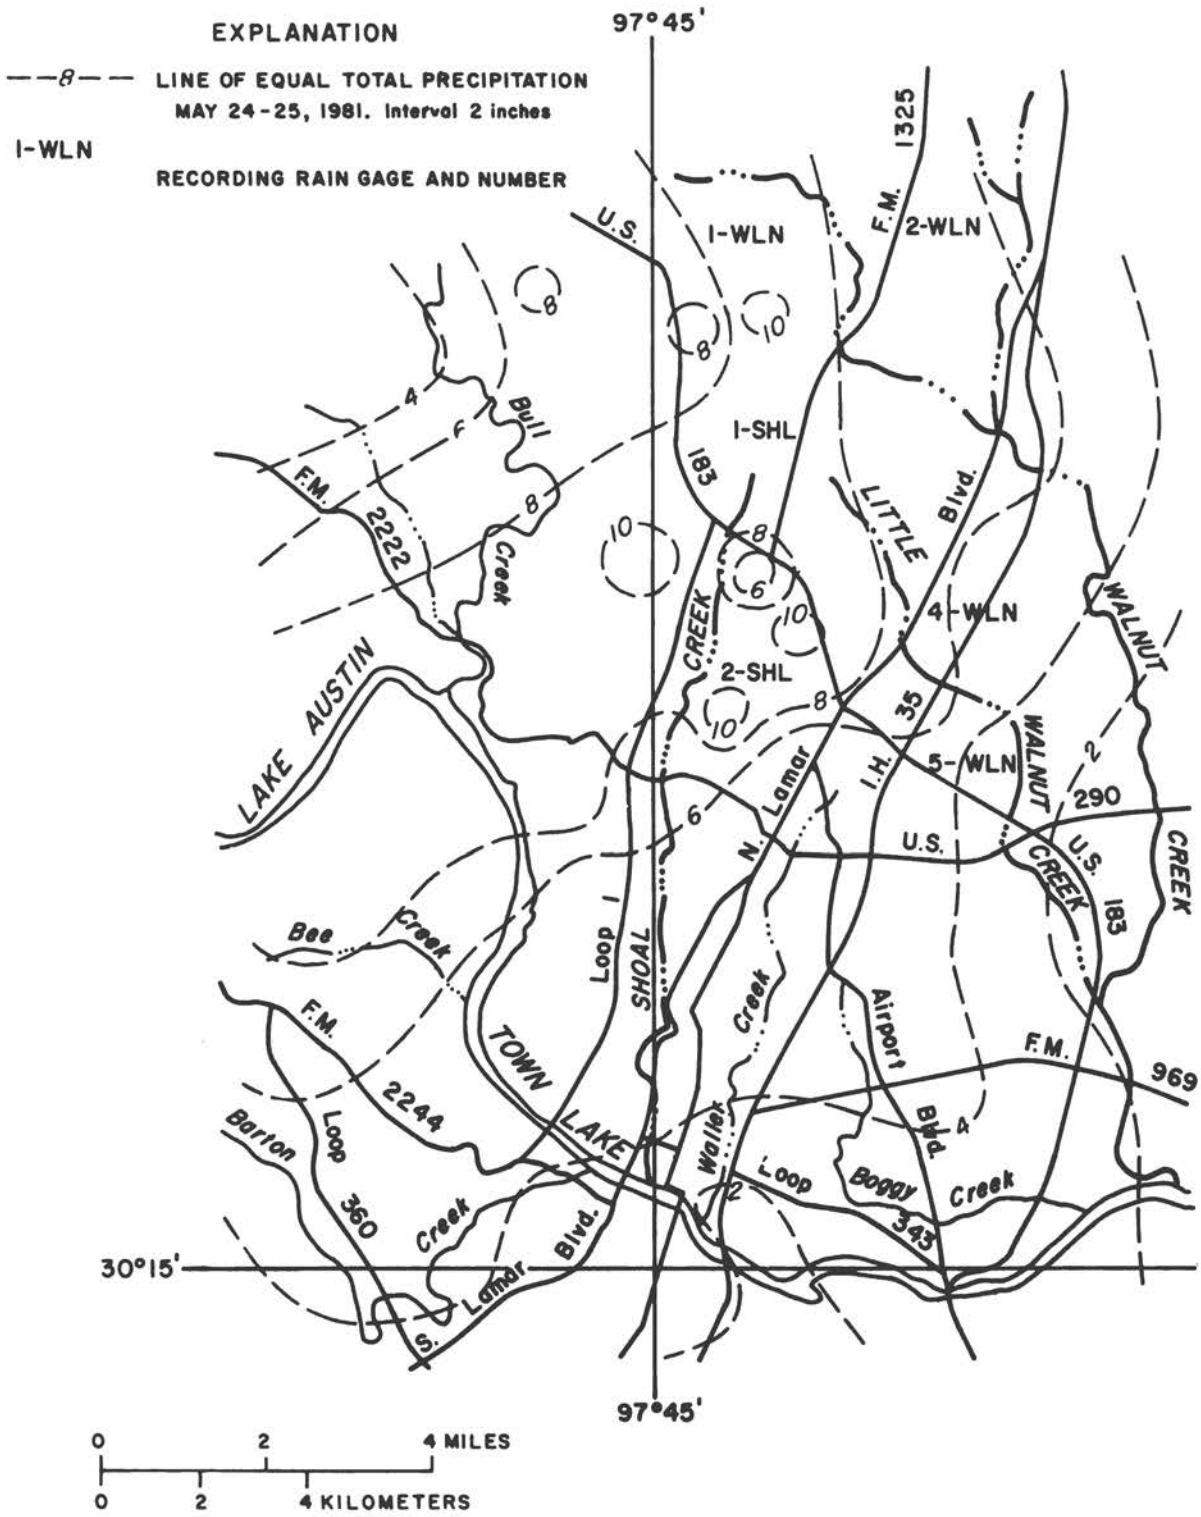 EXPLANATION
97°45'
—8—
LINE OF EQUAL TOTAL PRECIPITATION
MAY 24-25, 1981. Interval 2 inches
1-WLN
RECORDING RAIN GAGE AND NUMBER
F.M. 1325
U.S. 183
1-WLN
2-WLN
8
8
10
4
6
8
Bull Creek
1-SHL
F.M. 2222
10
8
6
10
LITTLE WALNUT CREEK
Blvd.
4-WLN
WALNUT CREEK
LAKE AUSTIN
CREEK
2-SHL
10
8
35
I.H.
5-WLN
2
N. Lamar
290
6
U.S.
U.S. 183
Bee Creek
Loop 1
SHOAL
Creek
Waller
Airport Blvd.
F.M. 969
F.M. 2244
TOWN LAKE
4
Barton Creek
Loop 360
Loop 343
2
Boggy Creek
30°15'
S. Lamar Blvd.
97°45'
0 2 4 MILES
0 2 4 KILOMETERS